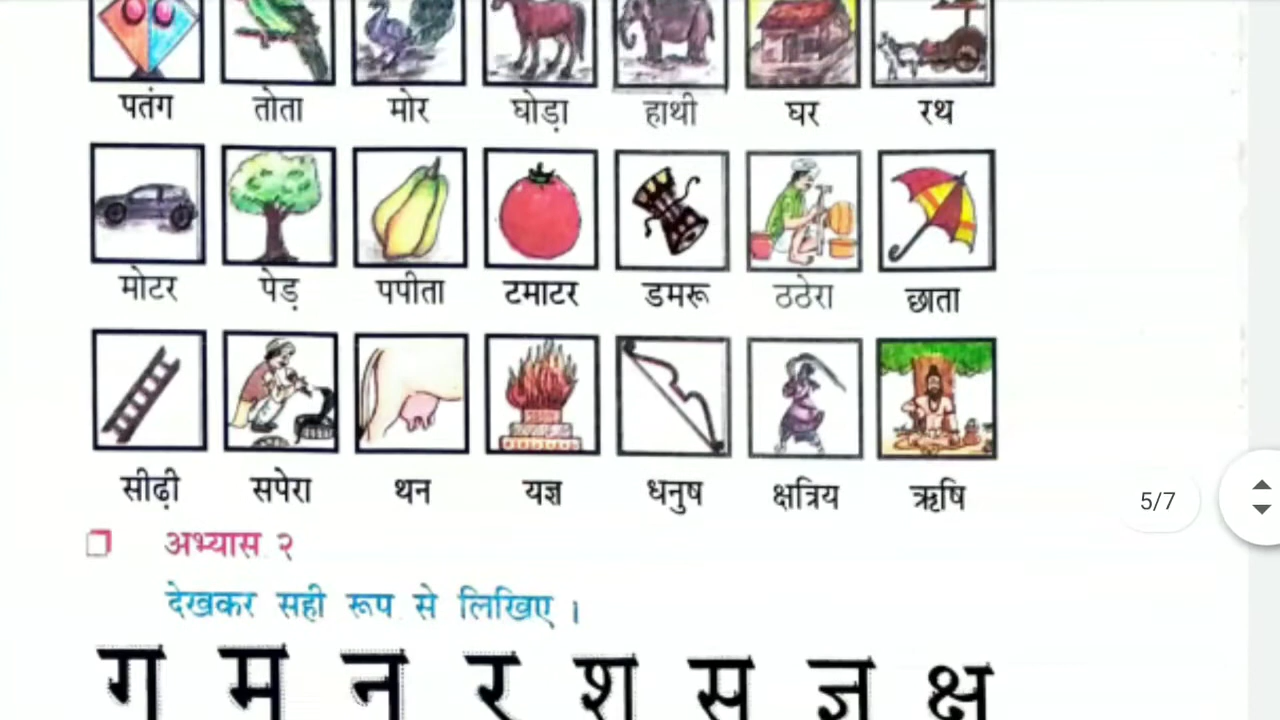 पतंग तोता मोर घोड़ा हाथी घर रथ
मोटर पेड़ पपीता टमाटर डमरू ठठेरा छाता
सीढ़ी सपेरा थन यज्ञ धनुष क्षत्रिय ऋषि
5/7
अभ्यास २
देखकर सही रूप से लिखिए ।
ग म न र श स ज्ञ क्ष